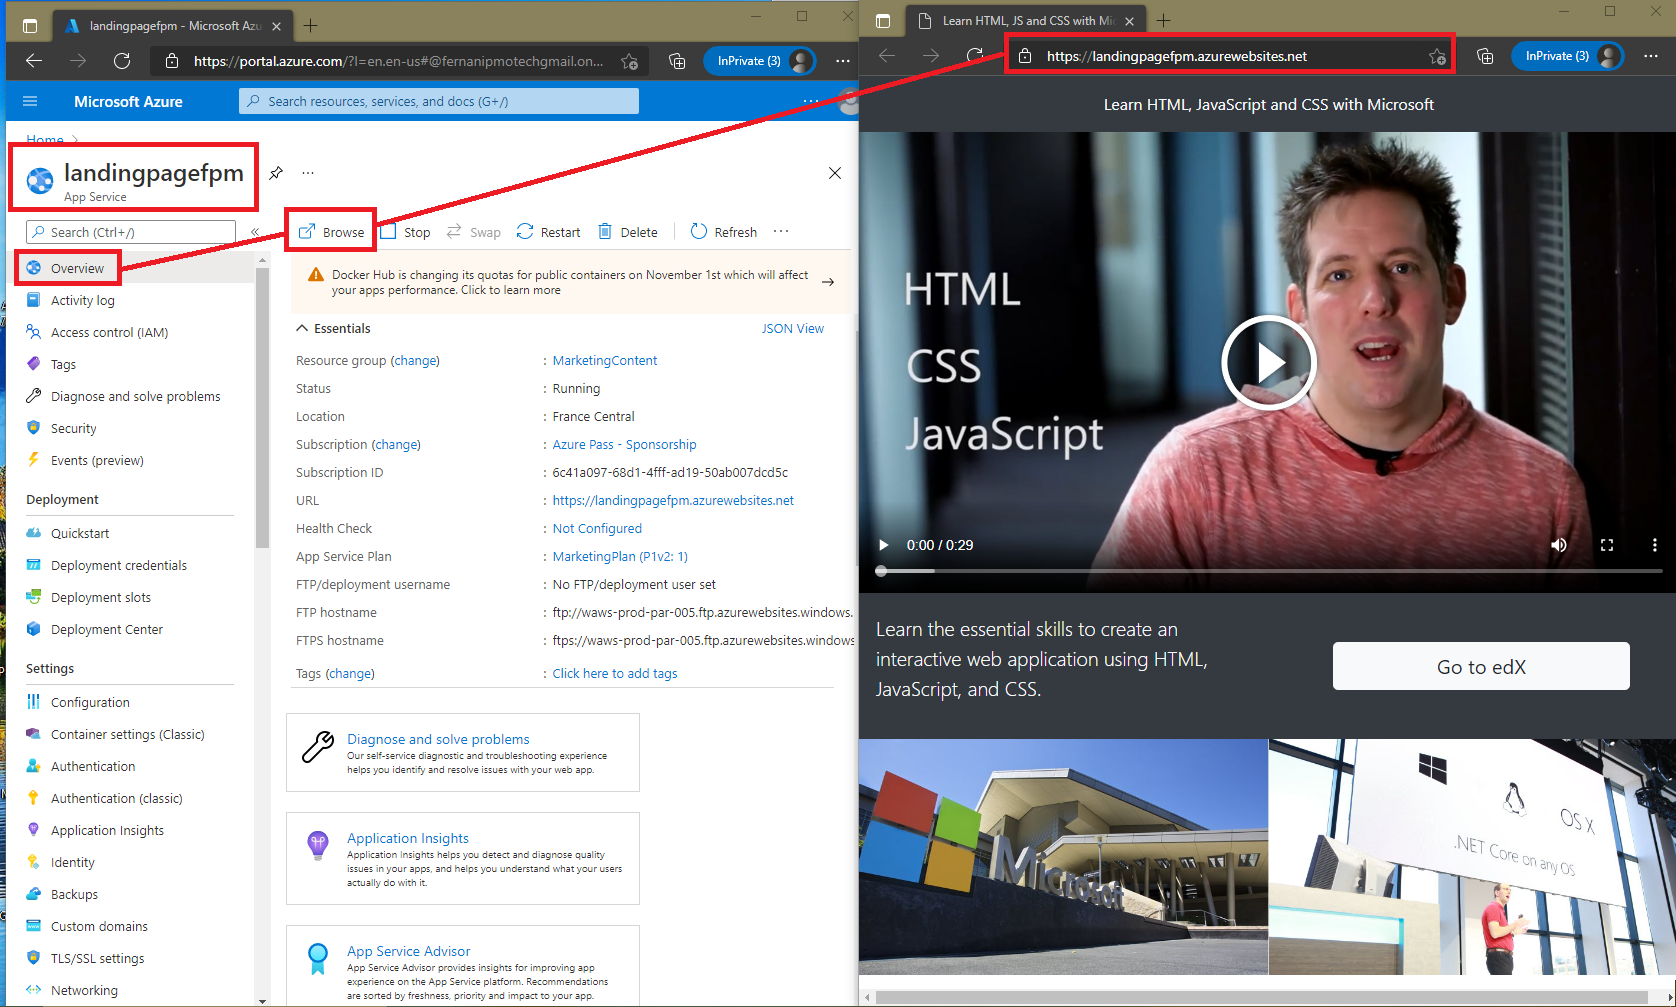 landingpagefpm - Microsoft Azu
https://portal.azure.com/?l=en.en-us#@fernanipmotechgmail.on...
InPrivate (3)
Microsoft Azure
Search resources, services, and docs (G+/)
Home
landingpagefpm
App Service
Search (Ctrl+/)
Overview
Activity log
Access control (IAM)
Tags
Diagnose and solve problems
Security
Events (preview)
Deployment
Quickstart
Deployment credentials
Deployment slots
Deployment Center
Settings
Configuration
Container settings (Classic)
Authentication
Authentication (classic)
Application Insights
Identity
Backups
Custom domains
TLS/SSL settings
Networking
Browse
Stop
Swap
Restart
Delete
Refresh
Docker Hub is changing its quotas for public containers on November 1st which will affect
your apps performance. Click to learn more
Essentials
JSON View
Resource group (change) : MarketingContent
Status : Running
Location : France Central
Subscription (change) : Azure Pass - Sponsorship
Subscription ID : 6c41a097-68d1-4fff-ad19-50ab007dcd5c
URL : https://landingpagefpm.azurewebsites.net
Health Check : Not Configured
App Service Plan : MarketingPlan (P1v2: 1)
FTP/deployment username : No FTP/deployment user set
FTP hostname : ftp://waws-prod-par-005.ftp.azurewebsites.windows.
FTPS hostname : ftps://waws-prod-par-005.ftp.azurewebsites.windows
Tags (change) : Click here to add tags
Diagnose and solve problems
Our self-service diagnostic and troubleshooting experience
helps you identify and resolve issues with your web app.
Application Insights
Application Insights helps you detect and diagnose quality
issues in your apps, and helps you understand what your users
actually do with it.
App Service Advisor
App Service Advisor provides insights for improving app
experience on the App Service platform. Recommendations
are sorted by freshness, priority and impact to your app.
Learn HTML, JS and CSS with Mic
https://landingpagefpm.azurewebsites.net
InPrivate (3)
Learn HTML, JavaScript and CSS with Microsoft
HTML
CSS
JavaScript
0:00 / 0:29
Learn the essential skills to create an
interactive web application using HTML,
JavaScript, and CSS.
Go to edX
Microsoft
OS X
.NET Core on any OS